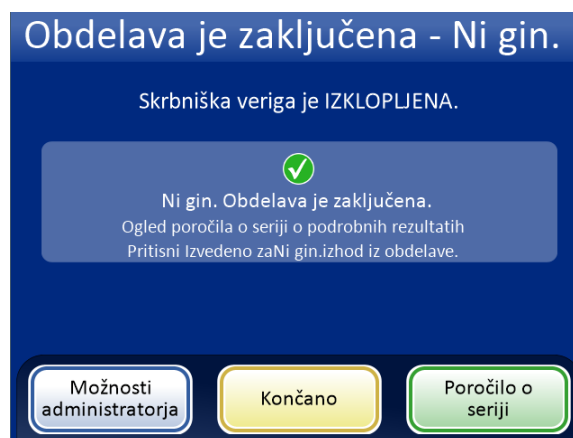 Obdelava je zaključena - Ni gin.
Skrbniška veriga je IZKLOPLJENA.
Ni gin. Obdelava je zaključena.
Ogled poročila o seriji o podrobnih rezultatih
Pritisni Izvedeno zaNi gin.izhod iz obdelave.
Možnosti
administratorja
Končano
Poročilo o
seriji